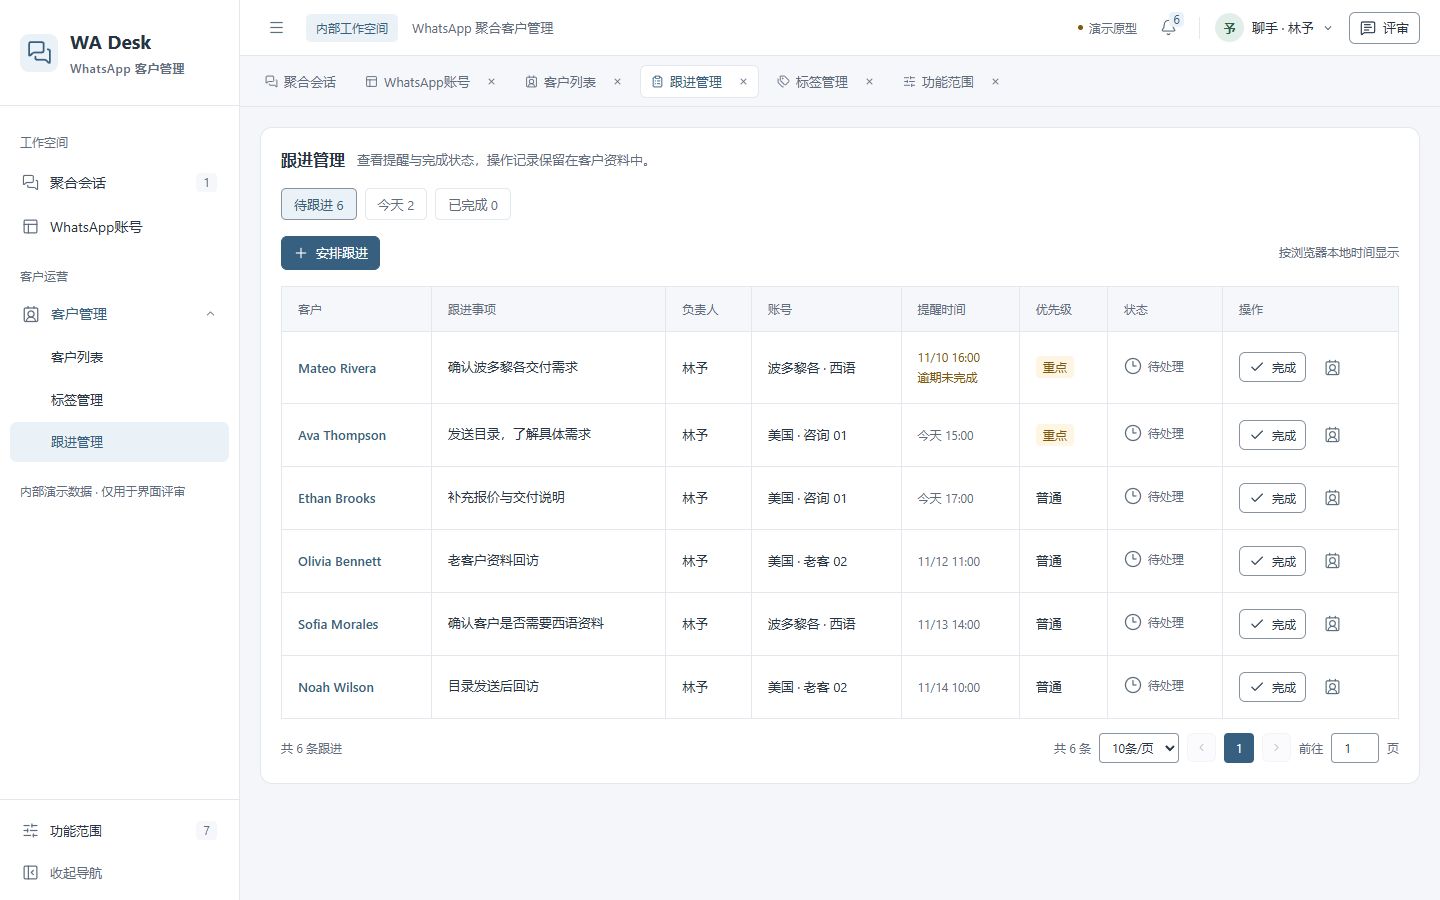 WA Desk
WhatsApp 客户管理
工作空间
聚合会话 1
WhatsApp账号
客户运营
客户管理
客户列表
标签管理
跟进管理
内部演示数据 · 仅用于界面评审
功能范围 7
收起导航
内部工作空间 WhatsApp 聚合客户管理 演示原型 6 予 聊手 · 林予 评审
聚合会话 WhatsApp账号 × 客户列表 × 跟进管理 × 标签管理 × 功能范围 ×
跟进管理 查看提醒与完成状态，操作记录保留在客户资料中。
待跟进 6 今天 2 已完成 0
+ 安排跟进 按浏览器本地时间显示
客户 跟进事项 负责人 账号 提醒时间 优先级 状态 操作
Mateo Rivera 确认波多黎各交付需求 林予 波多黎各 · 西语 11/10 16:00 重点 待处理 完成
逾期未完成
Ava Thompson 发送目录，了解具体需求 林予 美国 · 咨询 01 今天 15:00 重点 待处理 完成
Ethan Brooks 补充报价与交付说明 林予 美国 · 咨询 01 今天 17:00 普通 待处理 完成
Olivia Bennett 老客户资料回访 林予 美国 · 老客 02 11/12 11:00 普通 待处理 完成
Sofia Morales 确认客户是否需要西语资料 林予 波多黎各 · 西语 11/13 14:00 普通 待处理 完成
Noah Wilson 目录发送后回访 林予 美国 · 老客 02 11/14 10:00 普通 待处理 完成
共 6 条跟进 共 6 条 10条/页 1 前往 1 页